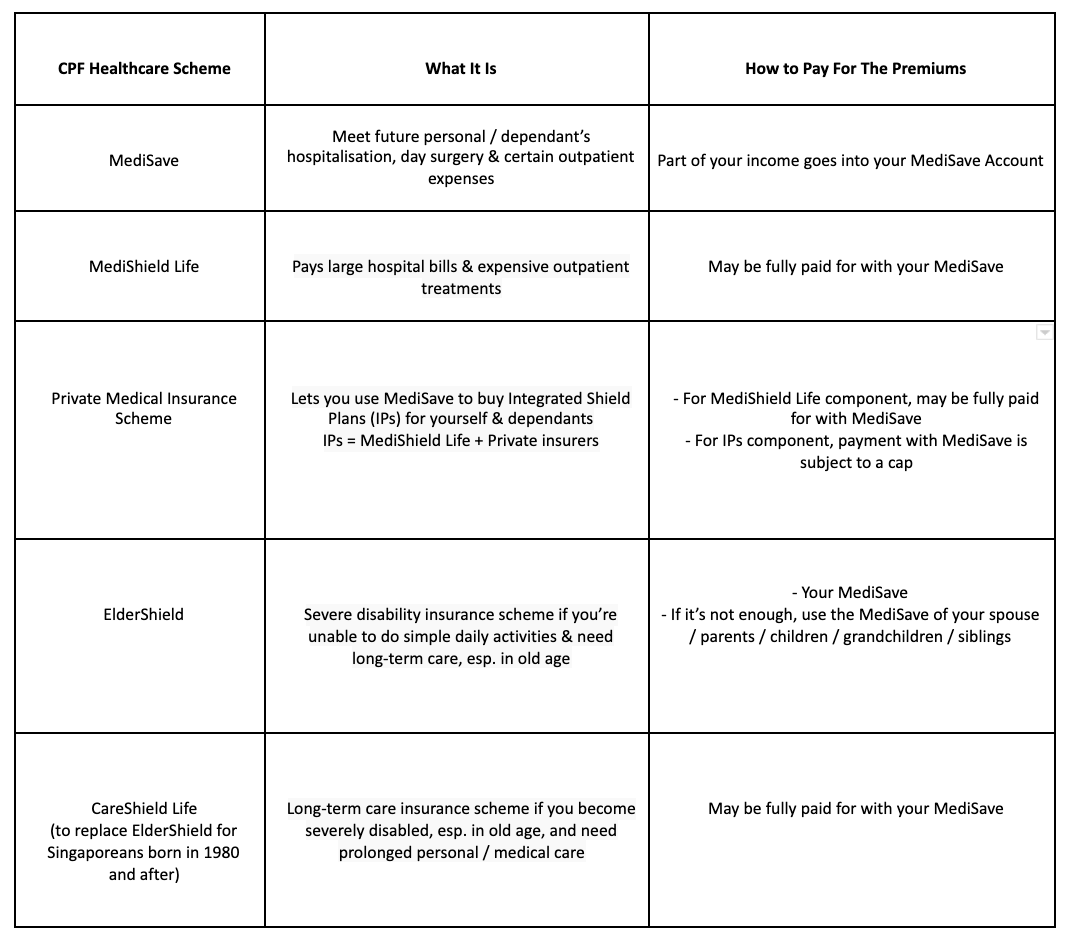 CPF Healthcare Scheme
What It Is
How to Pay For The Premiums
MediSave
Meet future personal / dependant’s
hospitalisation, day surgery & certain outpatient
expenses
Part of your income goes into your MediSave Account
MediShield Life
Pays large hospital bills & expensive outpatient
treatments
May be fully paid for with your MediSave
Private Medical Insurance
Scheme
Lets you use MediSave to buy Integrated Shield
Plans (IPs) for yourself & dependants
IPs = MediShield Life + Private insurers
- For MediShield Life component, may be fully paid
for with MediSave
- For IPs component, payment with MediSave is
subject to a cap
ElderShield
Severe disability insurance scheme if you’re
unable to do simple daily activities & need
long-term care, esp. in old age
- Your MediSave
- If it’s not enough, use the MediSave of your spouse
/ parents / children / grandchildren / siblings
CareShield Life
(to replace ElderShield for
Singaporeans born in 1980
and after)
Long-term care insurance scheme if you become
severely disabled, esp. in old age, and need
prolonged personal / medical care
May be fully paid for with your MediSave